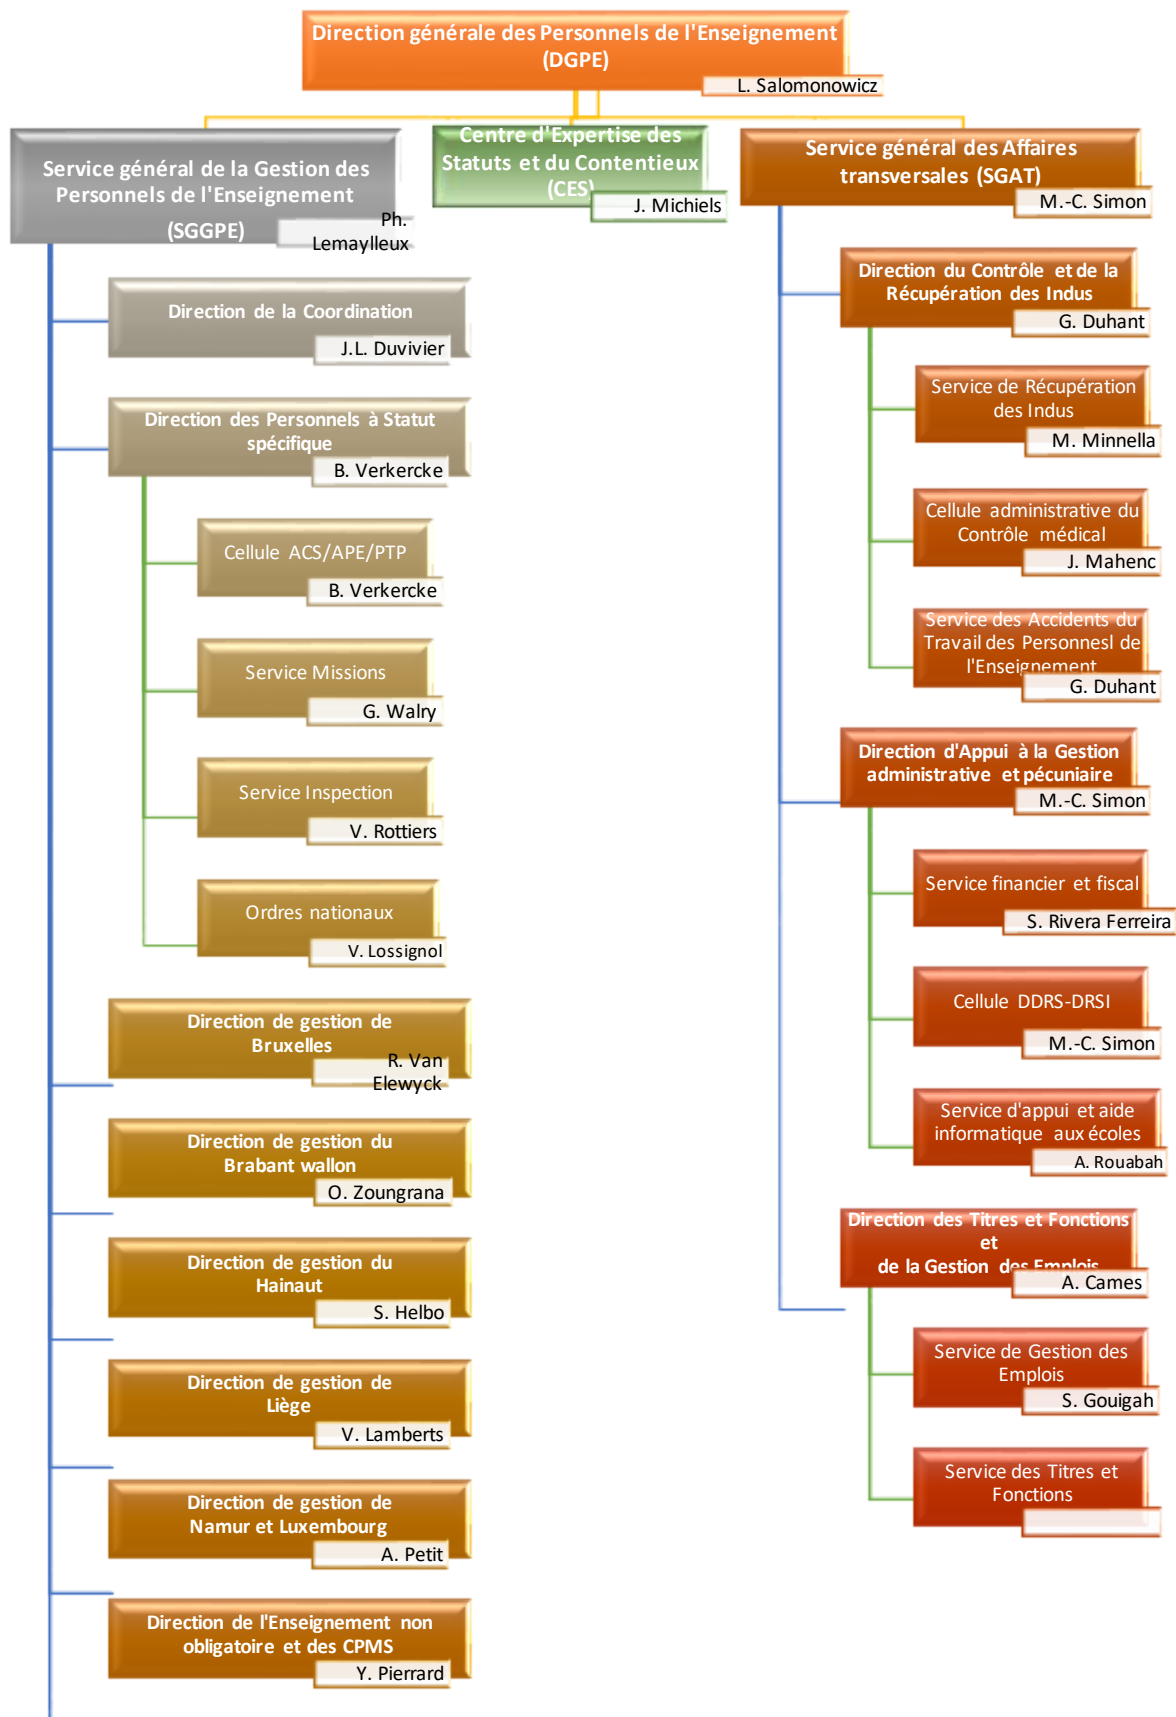 Direction générale des Personnels de l'Enseignement
(DGPE)
L. Salomonowicz
Service général de la Gestion des
Personnels de l'Enseignement
(SGGPE)
Ph.
Lemaylleux
Centre d'Expertise des
Statuts et du Contentieux
(CES)
J. Michiels
Service général des Affaires
transversales (SGAT)
M.-C. Simon
Direction de la Coordination
J.L. Duvivier
Direction des Personnels à Statut
spécifique
B. Verkercke
Cellule ACS/APE/PTP
B. Verkercke
Service Missions
G. Walry
Service Inspection
V. Rottiers
Ordres nationaux
V. Lossignol
Direction de gestion de
Bruxelles
R. Van
Elewyck
Direction de gestion du
Brabant wallon
O. Zoungrana
Direction de gestion du
Hainaut
S. Helbo
Direction de gestion de
Liège
V. Lamberts
Direction de gestion de
Namur et Luxembourg
A. Petit
Direction de l'Enseignement non
obligatoire et des CPMS
Y. Pierrard
Direction du Contrôle et de la
Récupération des Indus
G. Duhant
Service de Récupération
des Indus
M. Minnella
Cellule administrative du
Contrôle médical
J. Mahenc
Service des Accidents du
Travail des Personnesl de
l'Enseignement
G. Duhant
Direction d'Appui à la Gestion
administrative et pécuniaire
M.-C. Simon
Service financier et fiscal
S. Rivera Ferreira
Cellule DDRS-DRSI
M.-C. Simon
Service d'appui et aide
informatique aux écoles
A. Rouabah
Direction des Titres et Fonctions
et
de la Gestion des Emplois
A. Cames
Service de Gestion des
Emplois
S. Gouigah
Service des Titres et
Fonctions